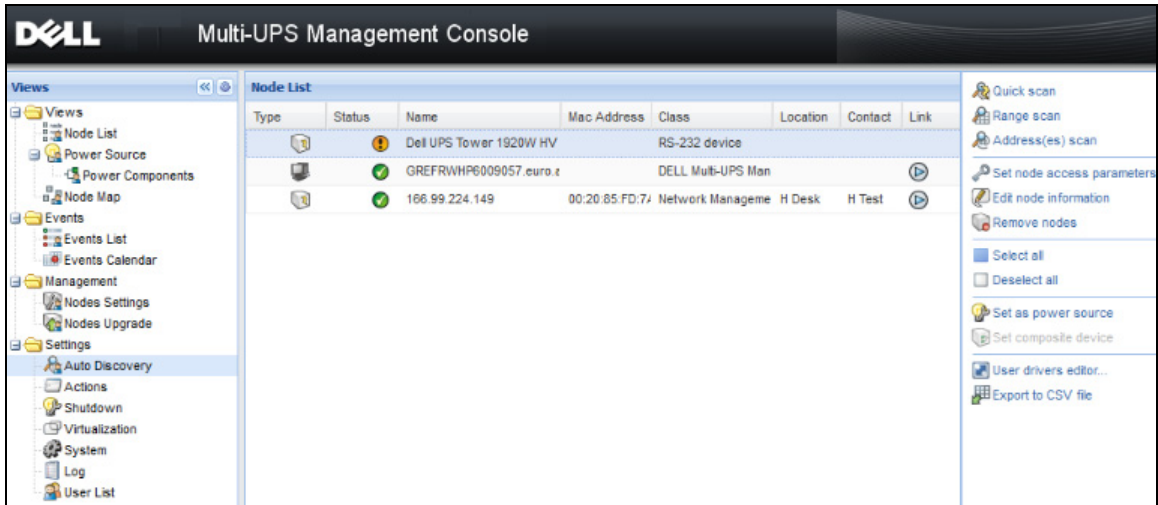 DELL
Multi-UPS Management Console
Views
Views
Node List
Power Source
Power Components
Node Map
Events
Events List
Events Calendar
Management
Nodes Settings
Nodes Upgrade
Settings
Auto Discovery
Actions
Shutdown
Virtualization
System
Log
User List
Node List
Type Status Name Mac Address Class Location Contact Link
Dell UPS Tower 1920W HV RS-232 device
GREFRWHP6009057.euro.e DELL Multi-UPS Man
166.99.224.149 00:20:85:FD:7 Network Manageme H Desk H Test
Quick scan
Range scan
Address(es) scan
Set node access parameters
Edit node information
Remove nodes
Select all
Deselect all
Set as power source
Set composite device
User drivers editor...
Export to CSV file